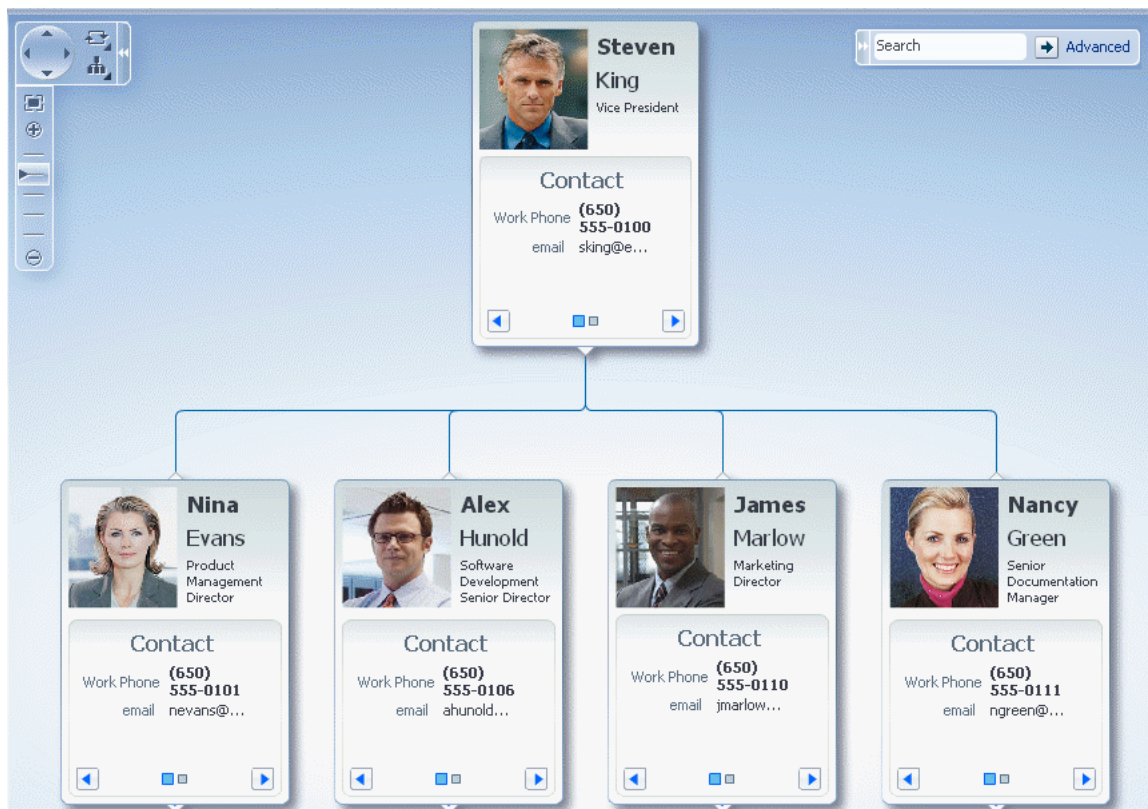 Search
Advanced
Steven
King
Vice President
Contact
Work Phone (650)
555-0100
email sking@e...
Nina
Evans
Product
Management
Director
Contact
Work Phone (650)
555-0101
email nevans@...
Alex
Hunold
Software
Development
Senior Director
Contact
Work Phone (650)
555-0106
email ahunold...
James
Marlow
Marketing
Director
Contact
Work Phone (650)
555-0110
email jmarlow...
Nancy
Green
Senior
Documentation
Manager
Contact
Work Phone (650)
555-0111
email ngreen@...